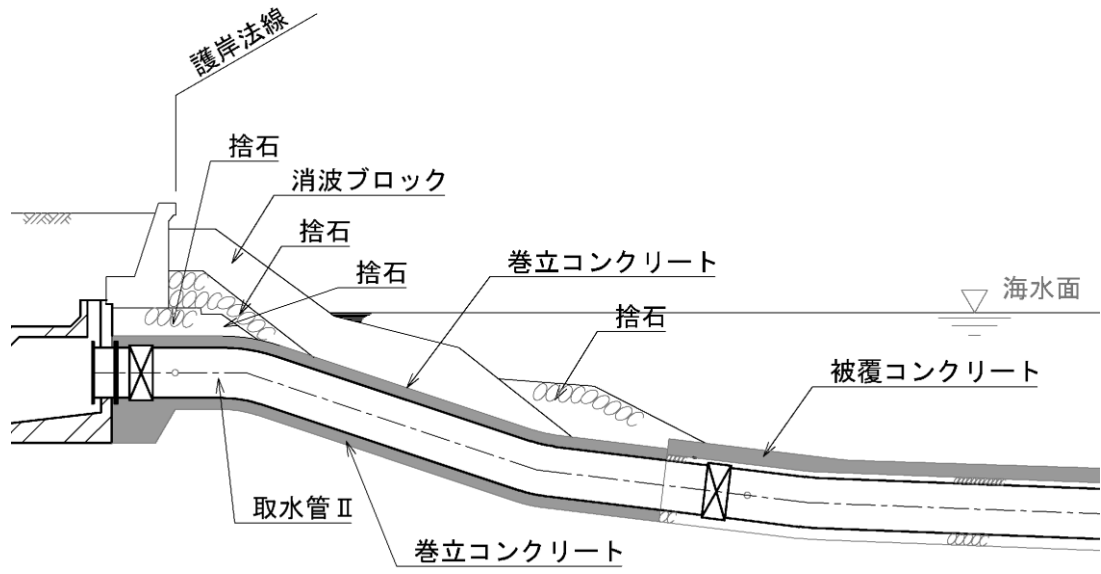 護岸法線
捨石
消波ブロック
捨石
捨石
巻立コンクリート
海水面
捨石
被覆コンクリート
取水管Ⅱ
巻立コンクリート